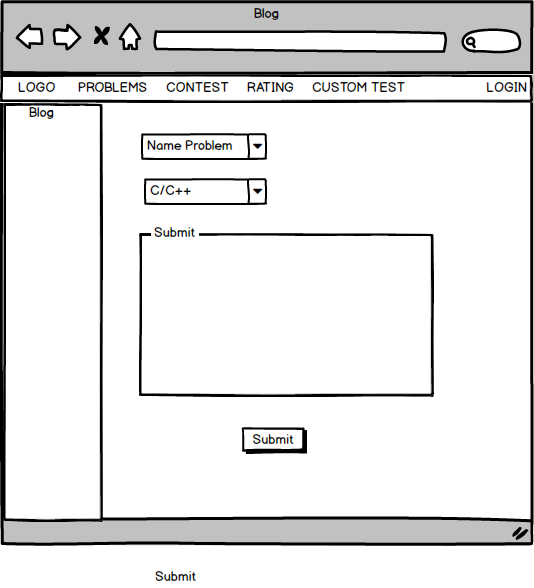 Blog
LOGO PROBLEMS CONTEST RATING CUSTOM TEST LOGIN
Blog
Name Problem
C/C++
Submit
Submit
Submit